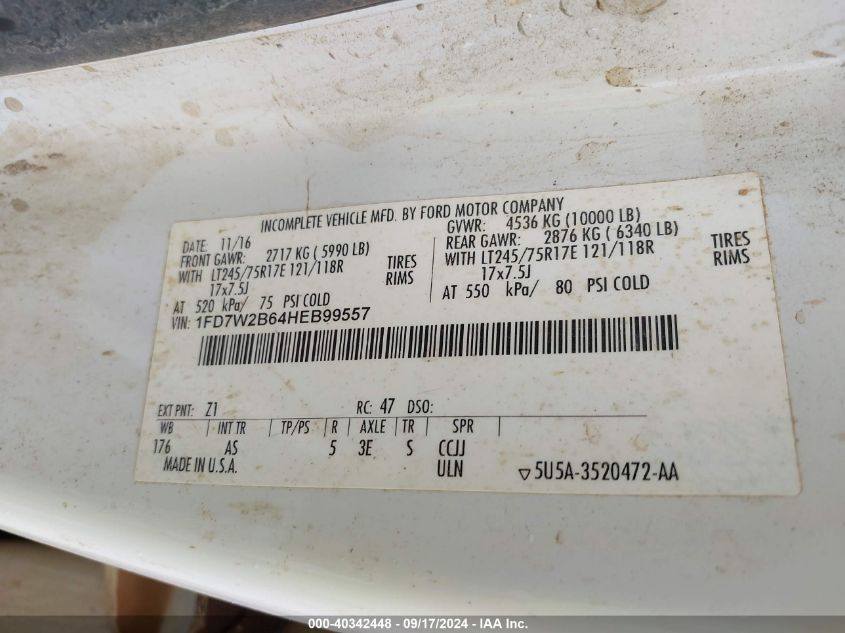 INCOMPLETE VEHICLE MFD. BY FORD MOTOR COMPANY
DATE: 11/16 GVWR: 4536 KG (10000 LB)
FRONT GAWR: 2717 KG ( 5990 LB) REAR GAWR: 2876 KG ( 6340 LB)
WITH LT245/75R17E 121/118R TIRES WITH LT245/75R17E 121/118R TIRES
17x7.5J RIMS 17x7.5J RIMS
AT 520 kPa/ 75 PSI COLD AT 550 kPa/ 80 PSI COLD
VIN: 1FD7W2B64HEB99557
EXT PNT: Z1 RC: 47 DSO:
WB INT TR TP/PS R AXLE TR SPR
176 AS 5 3E S CCJJ
MADE IN U.S.A. ULN ▽5U5A-3520472-AA
000-40342448 - 09/17/2024 - IAA Inc.